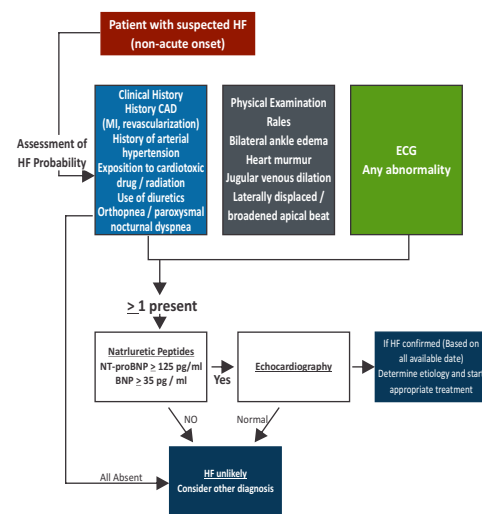 Patient with suspected HF
(non-acute onset)
Assessment of
HF Probability
Clinical History
History CAD
(MI, revascularization)
History of arterial
hypertension
Exposition to cardiotoxic
drug / radiation
Use of diuretics
Orthopnea / paroxysmal
nocturnal dyspnea
Physical Examination
Rales
Bilateral ankle edema
Heart murmur
Jugular venous dilation
Laterally displaced /
broadened apical beat
ECG
Any abnormality
≥ 1 present
Natrluretic Peptides
NT-proBNP ≥ 125 pg/ml
BNP ≥ 35 pg / ml
Yes
Echocardiography
If HF confirmed (Based on
all available date)
Determine etiology and start
appropriate treatment
NO
Normal
All Absent
HF unlikely
Consider other diagnosis